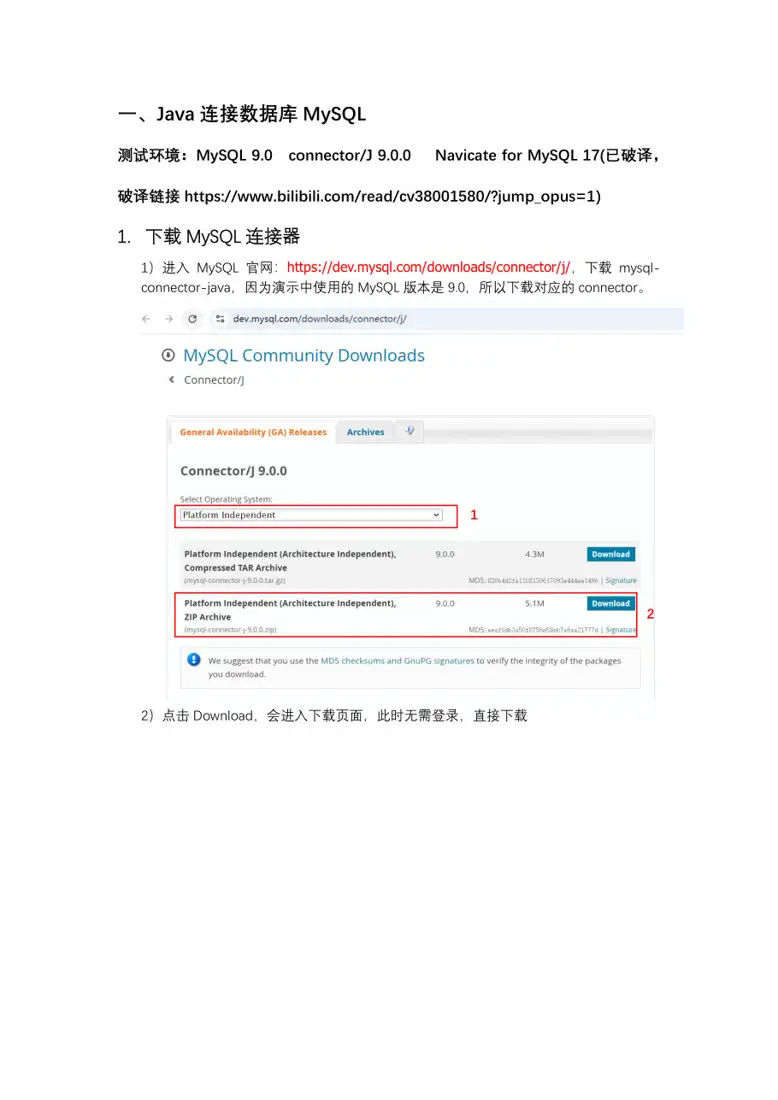 一、Java 连接数据库 MySQL
测试环境：MySQL 9.0 connector/J 9.0.0 Navicate for MySQL 17(已破译，
破译链接 https://www.bilibili.com/read/cv38001580/?jump_opus=1)
1. 下载 MySQL 连接器
1）进入 MySQL 官网：https://dev.mysql.com/downloads/connector/j/，下载 mysql-
connector-java，因为演示中使用的 MySQL 版本是 9.0，所以下载对应的 connector。
dev.mysql.com/downloads/connector/j/
MySQL Community Downloads
Connector/J
General Availability (GA) Releases Archives
Connector/J 9.0.0
Select Operating System:
Platform Independent 1
Platform Independent (Architecture Independent), 9.0.0 4.3M Download
Compressed TAR Archive
(mysql-connector-j-9.0.0.tar.gz) MD5: | Signature
Platform Independent (Architecture Independent), 9.0.0 5.1M Download
ZIP Archive 2
(mysql-connector-j-9.0.0.zip) MD5: | Signature
We suggest that you use the MD5 checksums and GnuPG signatures to verify the integrity of the packages
you download.
2）点击 Download，会进入下载页面，此时无需登录，直接下载